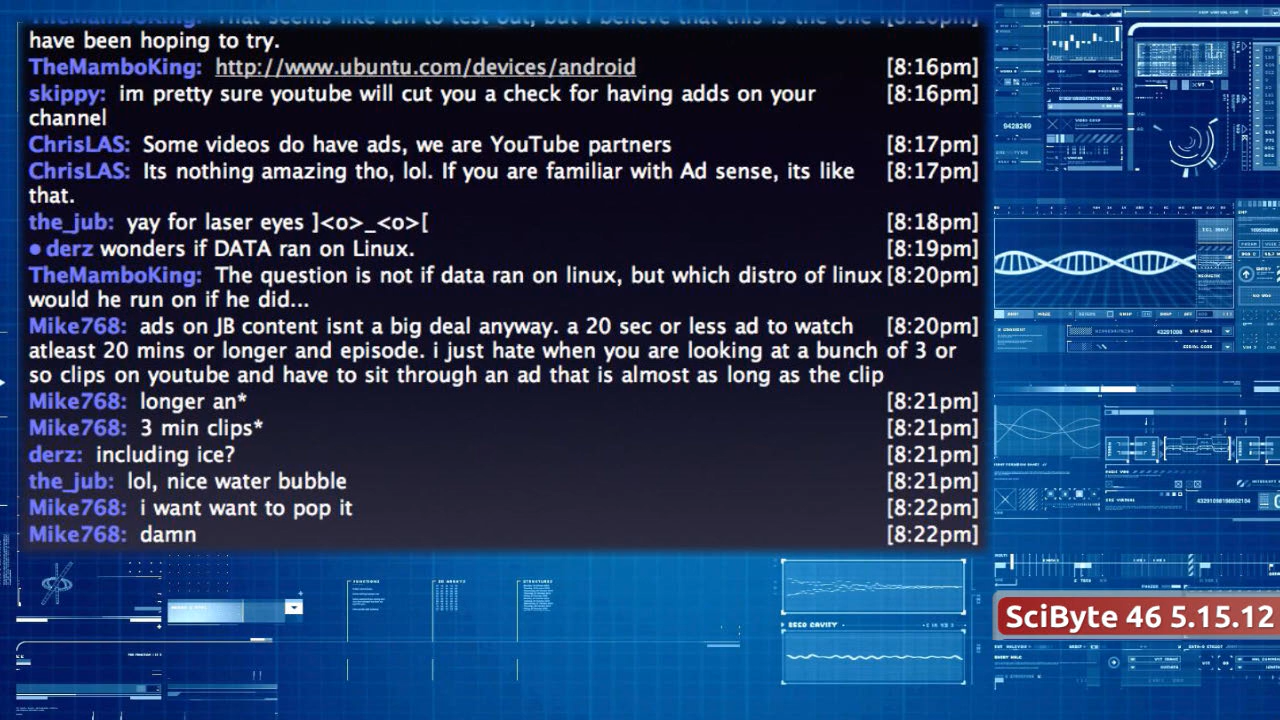 have been hoping to try.
TheMamboKing: http://www.ubuntu.com/devices/android [8:16pm]
skippy: im pretty sure youtube will cut you a check for having adds on your [8:16pm]
channel
ChrisLAS: Some videos do have ads, we are YouTube partners [8:17pm]
ChrisLAS: Its nothing amazing tho, lol. If you are familiar with Ad sense, its like [8:17pm]
that.
the_jub: yay for laser eyes ]<o>_<o>[ [8:18pm]
• derz wonders if DATA ran on Linux. [8:19pm]
TheMamboKing: The question is not if data ran on linux, but which distro of linux [8:20pm]
would he run on if he did...
Mike768: ads on JB content isnt a big deal anyway. a 20 sec or less ad to watch [8:20pm]
atleast 20 mins or longer and episode. i just hate when you are looking at a bunch of 3 or
so clips on youtube and have to sit through an ad that is almost as long as the clip
Mike768: longer an* [8:21pm]
Mike768: 3 min clips* [8:21pm]
derz: including ice? [8:21pm]
the_jub: lol, nice water bubble [8:21pm]
Mike768: i want want to pop it [8:22pm]
Mike768: damn [8:22pm]
SciByte 46 5.15.12
9428249